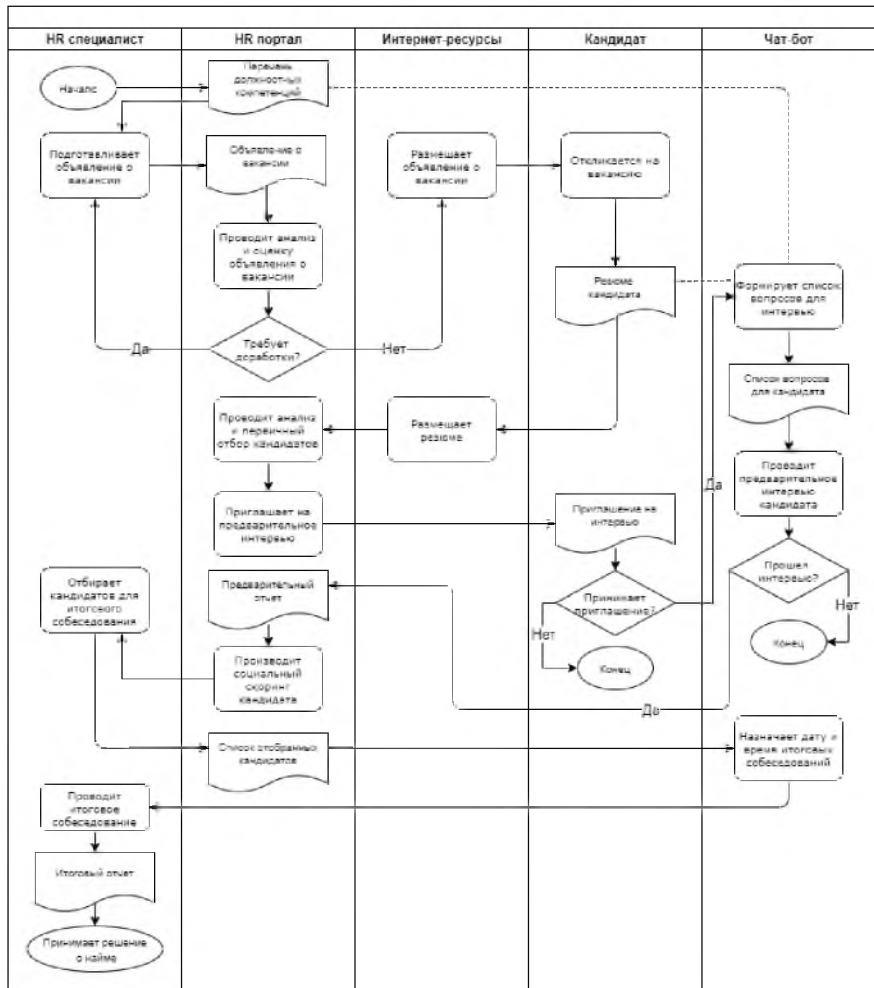 HR специалист
HR портал
Интернет-ресурсы
Кандидат
Чат-бот
Начало
Перечень
должностных
компетенций
Подготавливает
объявление о
вакансии
Объявление о
вакансии
Размещает
объявление о
вакансии
Откликается на
вакансию
Проводит анализ
и оценку
объявления о
вакансии
Резюме
кандидата
Формирует список
вопросов для
интервью
Да
Требует
доработки?
Нет
Список вопросов
для кандидата
Проводит анализ
и первичный
отбор кандидатов
Размещает
резюме
Проводит
предварительное
интервью
кандидата
Да
Приглашает на
предварительное
интервью
Приглашение на
интервью
Прошел
интервью?
Нет
Отбирает
кандидатов для
итогового
собеседования
Предварительный
отчет
Принимает
приглашение?
Нет
Конец
Конец
Производит
социальный
скоринг
кандидата
Да
Список отобранных
кандидатов
Назначает дату и
время итоговых
собеседований
Проводит
итоговое
собеседование
Итоговый отчет
Принимает решение
о найме